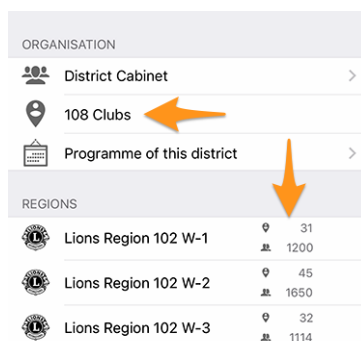 ORGANISATION
District Cabinet
108 Clubs
Programme of this district
REGIONS
Lions Region 102 W-1 31
1200
Lions Region 102 W-2 45
1650
Lions Region 102 W-3 32
1114